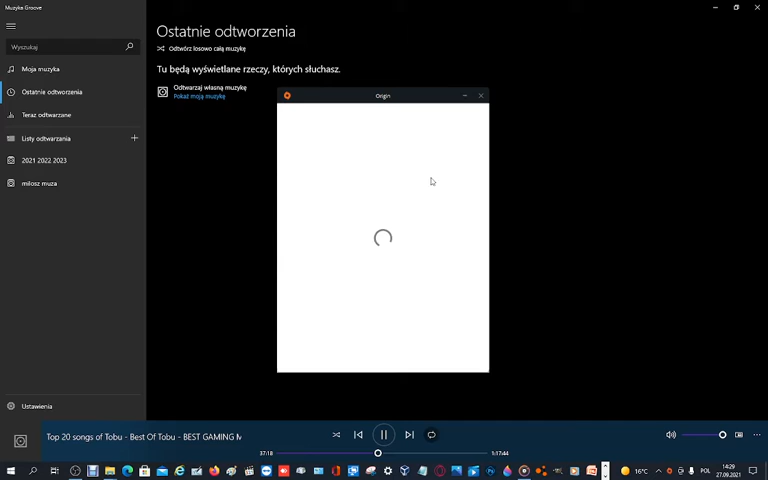 Muzyka Groove
Ostatnie odtworzenia
Odtwórz losowo całą muzykę
Wyszukaj
Tu będą wyświetlane rzeczy, których słuchasz.
Moja muzyka
Odtwarzaj własną muzykę
Pokaż moją muzykę
Ostatnie odtworzenia
Origin
Teraz odtwarzane
Listy odtwarzania
2021 2022 2023
milosz muza
Ustawienia
Top 20 songs of Tobu - Best Of Tobu - BEST GAMING M
37:18
1:17:44
16°C
POL
14:29
27.09.2021